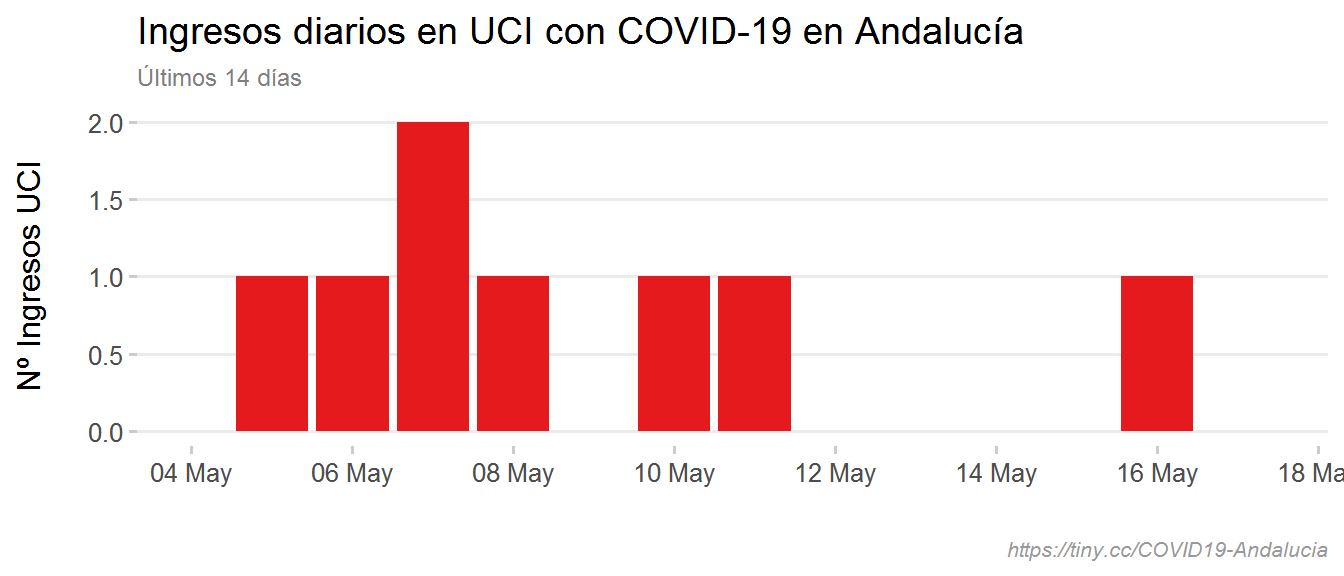 Ingresos diarios en UCI con COVID-19 en Andalucía
Últimos 14 días
Nº Ingresos UCI
2.0
1.5
1.0
0.5
0.0
04 May 06 May 08 May 10 May 12 May 14 May 16 May 18 Ma
https://tiny.cc/COVID19-Andalucia